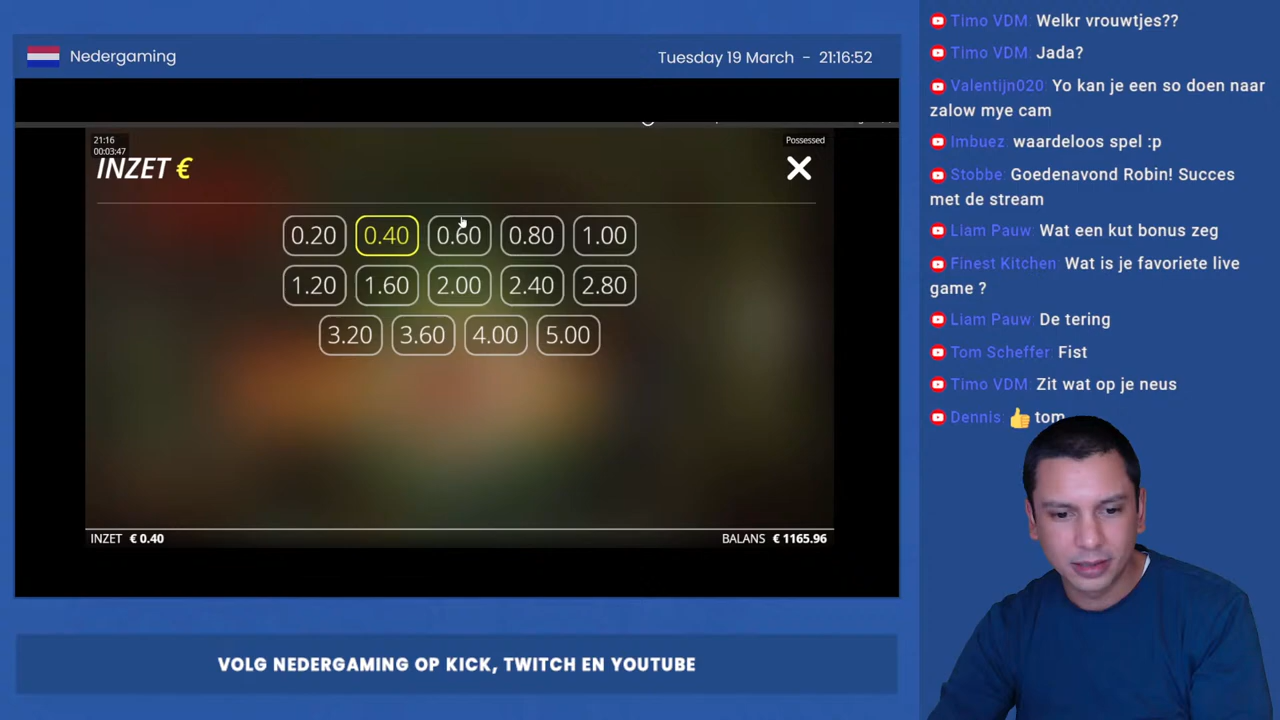 Nedergaming
Tuesday 19 March - 21:16:52
21:16
00:03:47
Possessed
INZET €
0.20 0.40 0.60 0.80 1.00
1.20 1.60 2.00 2.40 2.80
3.20 3.60 4.00 5.00
INZET € 0.40
BALANS € 1165.96
VOLG NEDERGAMING OP KICK, TWITCH EN YOUTUBE
Timo VDM: Welkr vrouwtjes??
Timo VDM: Jada?
Valentijn020: Yo kan je een so doen naar
zalow mye cam
Imbuez: waardeloos spel :p
Stobbe: Goedenavond Robin! Succes
met de stream
Liam Pauw: Wat een kut bonus zeg
Finest Kitchen: Wat is je favoriete live
game ?
Liam Pauw: De tering
Tom Scheffer: Fist
Timo VDM: Zit wat op je neus
Dennis: 👍 tom